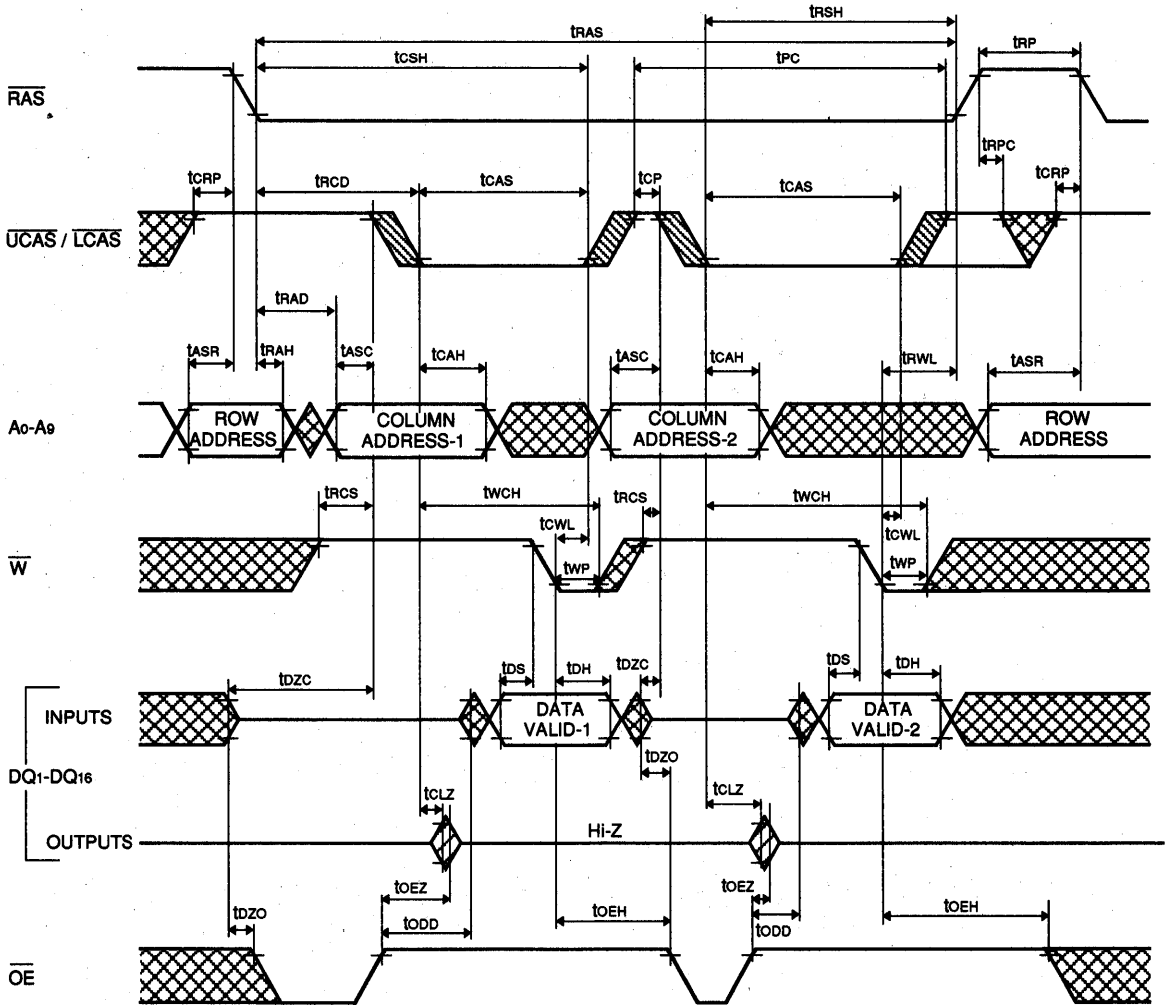 tRSH
tRAS
tCSH
tPC
tRP
RAS
tCRP
tRCD
tCAS
tCP
tCAS
tRPC
tCRP
UCAS / LCAS
tRAD
tASR
tRAH
tASC
tCAH
tASC
tCAH
tRWL
tASR
A0-A9
ROW ADDRESS
COLUMN ADDRESS-1
COLUMN ADDRESS-2
ROW ADDRESS
tRCS
tWCH
tRCS
tWCH
tCWL
tCWL
W
tWP
tWP
tDZC
tDS
tDH
tDZC
tDS
tDH
INPUTS
DATA VALID-1
DATA VALID-2
DQ1-DQ16
tDZO
tCLZ
tCLZ
OUTPUTS
Hi-Z
tOEZ
tOEZ
tDZO
tODD
tOEH
tODD
tOEH
OE